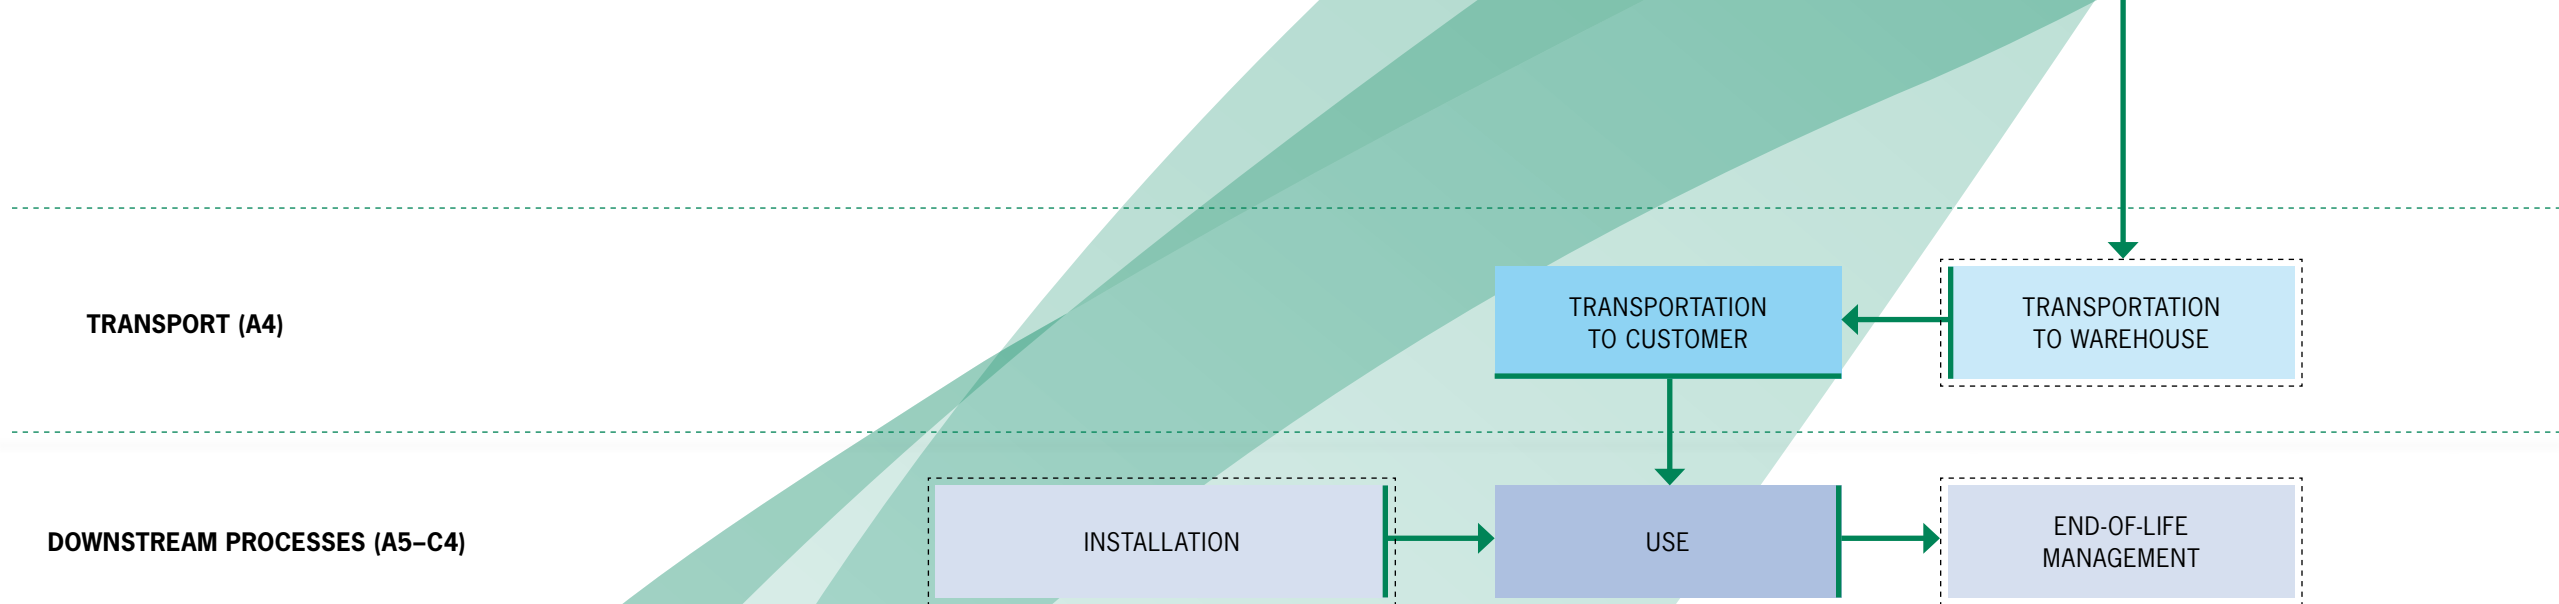 TRANSPORT (A4)
TRANSPORTATION
TO CUSTOMER
TRANSPORTATION
TO WAREHOUSE
DOWNSTREAM PROCESSES (A5–C4)
INSTALLATION
USE
END-OF-LIFE
MANAGEMENT